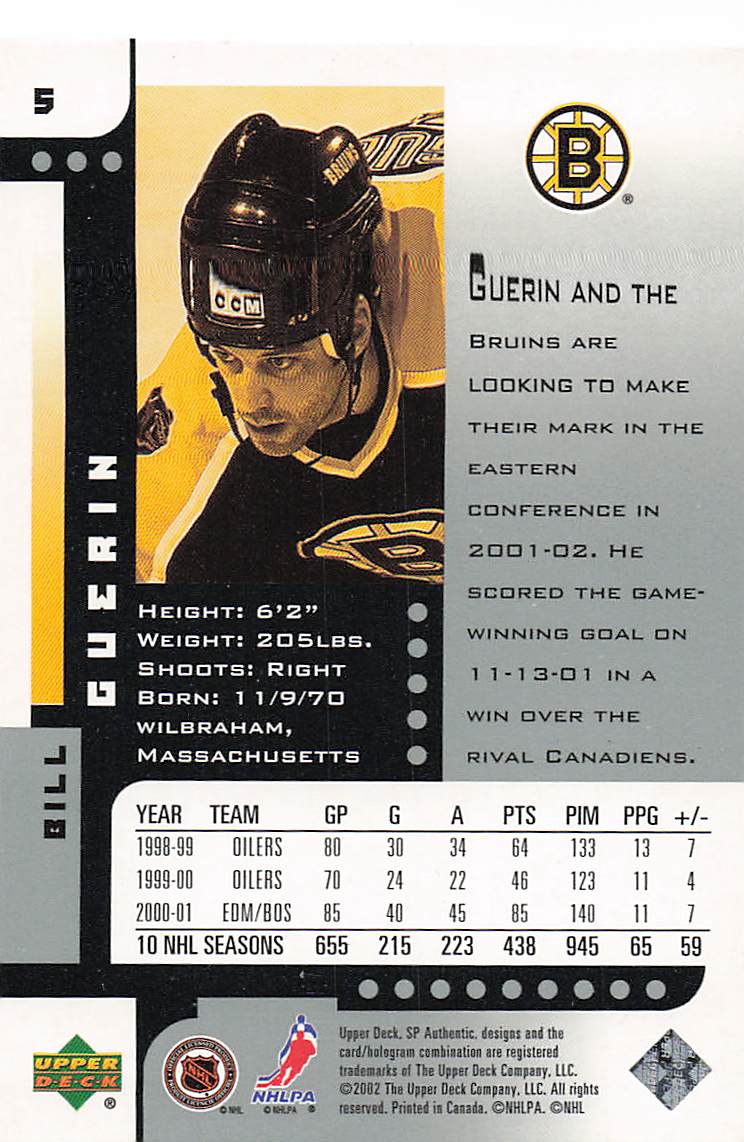 5
BRUINS
CCM
B
®
GUERIN AND THE
BRUINS ARE
LOOKING TO MAKE
THEIR MARK IN THE
EASTERN
CONFERENCE IN
2001-02. HE
SCORED THE GAME-
WINNING GOAL ON
11-13-01 IN A
WIN OVER THE
RIVAL CANADIENS.
BILL GUERIN
HEIGHT: 6'2"
WEIGHT: 205LBS.
SHOOTS: RIGHT
BORN: 11/9/70
WILBRAHAM,
MASSACHUSETTS
YEAR TEAM GP G A PTS PIM PPG +/-
1998-99 OILERS 80 30 34 64 133 13 7
1999-00 OILERS 70 24 22 46 123 11 4
2000-01 EDM/BOS 85 40 45 85 140 11 7
10 NHL SEASONS 655 215 223 438 945 65 59
UPPER
DECK
®
NHL
© NHL
NHLPA
© NHLPA ®
Upper Deck, SP Authentic, designs and the
card/hologram combination are registered
trademarks of The Upper Deck Company, LLC.
©2002 The Upper Deck Company, LLC. All rights
reserved. Printed in Canada. ©NHLPA. ©NHL